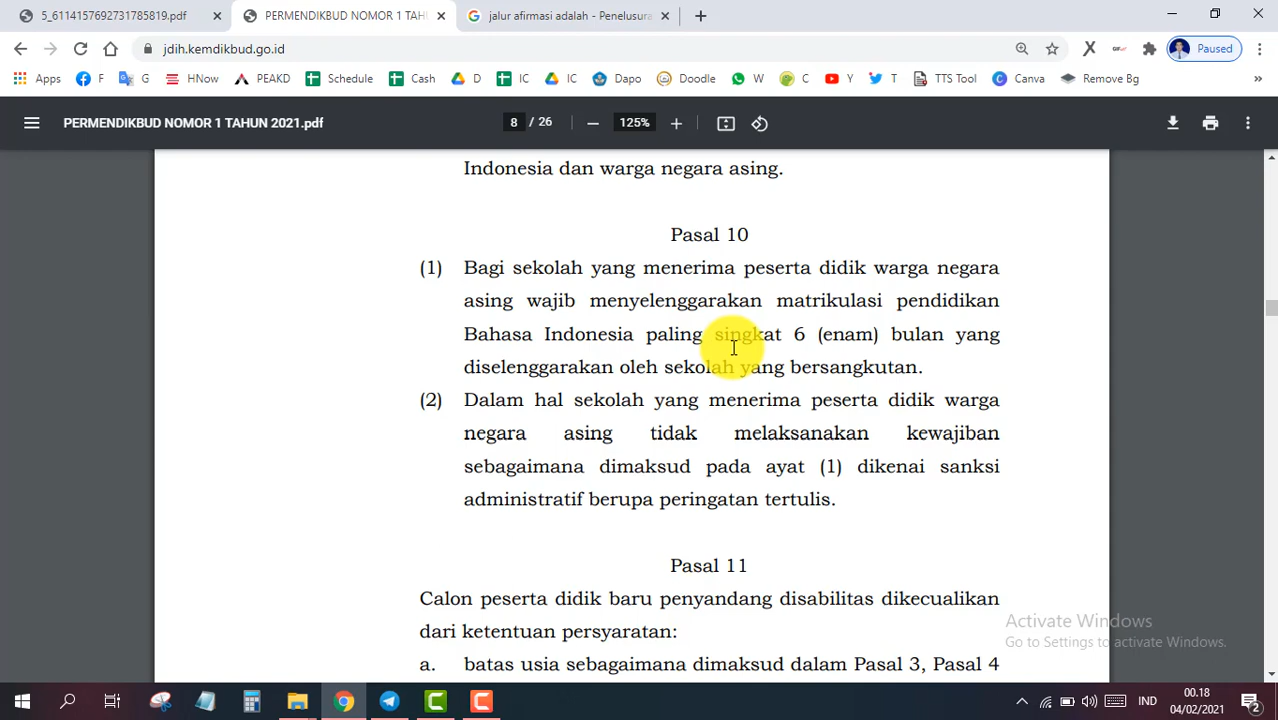 5_6114157692731785819.pdf
PERMENDIKBUD NOMOR 1 TAHU
jalur afirmasi adalah - Penelusura
jdih.kemdikbud.go.id
Paused
Apps
F
G
HNow
PEAKD
Schedule
Cash
D
IC
IC
Dapo
Doodle
W
C
Y
T
TTS Tool
Canva
Remove Bg
PERMENDIKBUD NOMOR 1 TAHUN 2021.pdf
8 / 26
125%
Indonesia dan warga negara asing.
Pasal 10
(1) Bagi sekolah yang menerima peserta didik warga negara
asing wajib menyelenggarakan matrikulasi pendidikan
Bahasa Indonesia paling singkat 6 (enam) bulan yang
diselenggarakan oleh sekolah yang bersangkutan.
(2) Dalam hal sekolah yang menerima peserta didik warga
negara asing tidak melaksanakan kewajiban
sebagaimana dimaksud pada ayat (1) dikenai sanksi
administratif berupa peringatan tertulis.
Pasal 11
Calon peserta didik baru penyandang disabilitas dikecualikan
dari ketentuan persyaratan:
a. batas usia sebagaimana dimaksud dalam Pasal 3, Pasal 4
Activate Windows
Go to Settings to activate Windows.
IND
00.18
04/02/2021
2